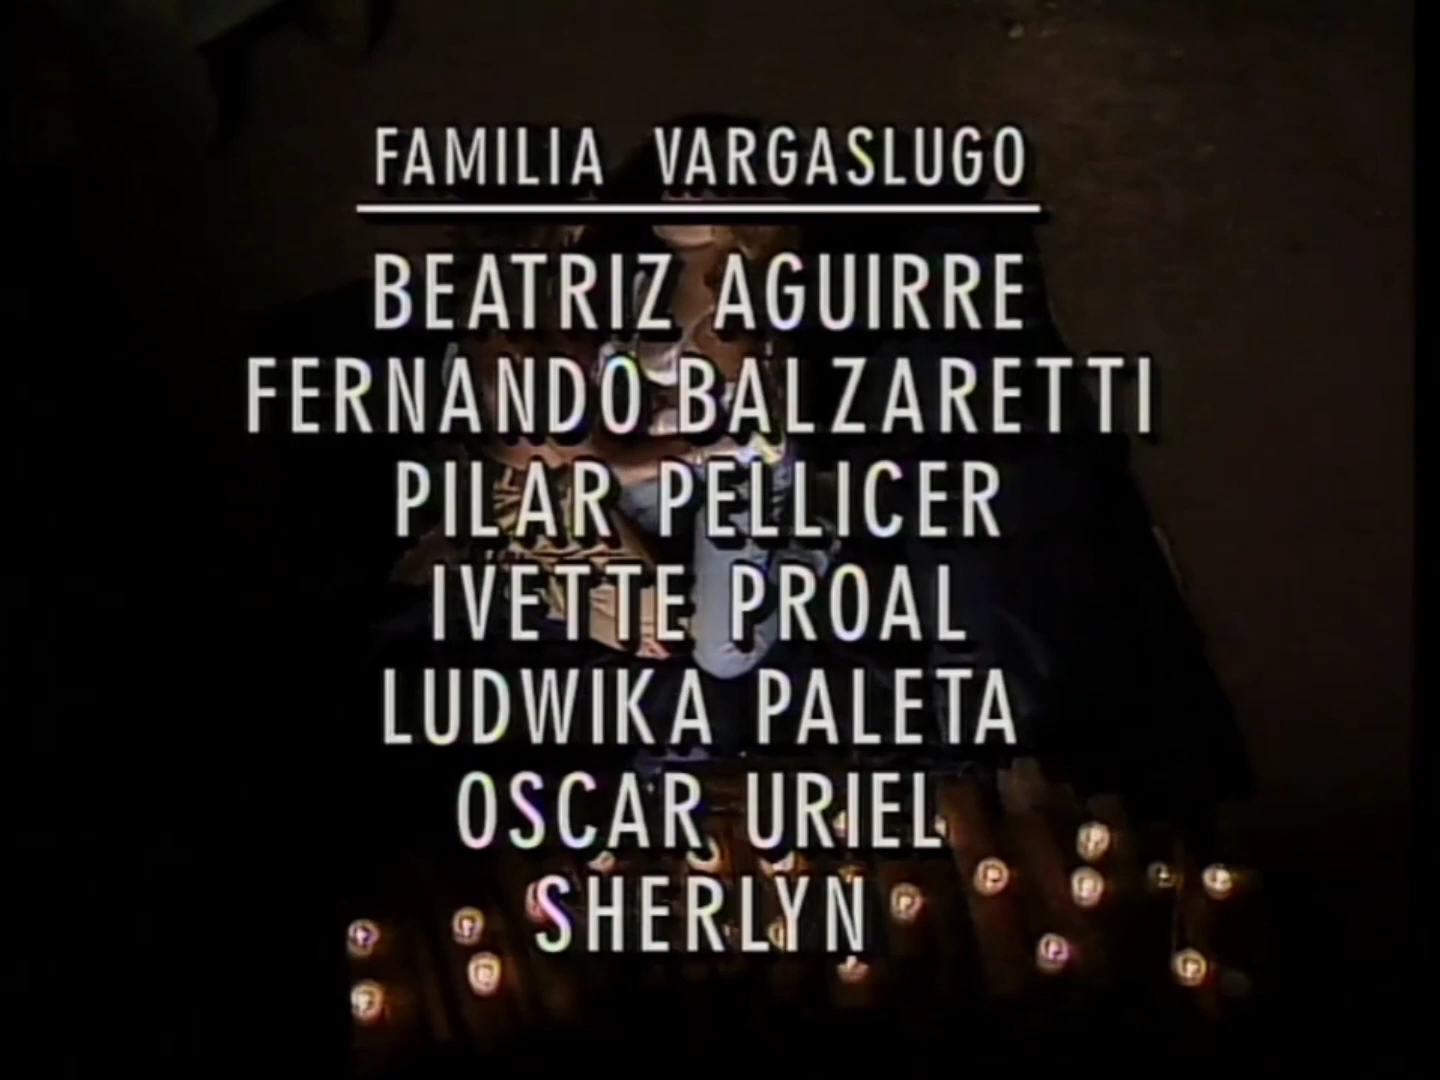 FAMILIA VARGASLUGO
BEATRIZ AGUIRRE
FERNANDO BALZARETTI
PILAR PELLICER
IVETTE PROAL
LUDWIKA PALETA
OSCAR URIEL
SHERLYN